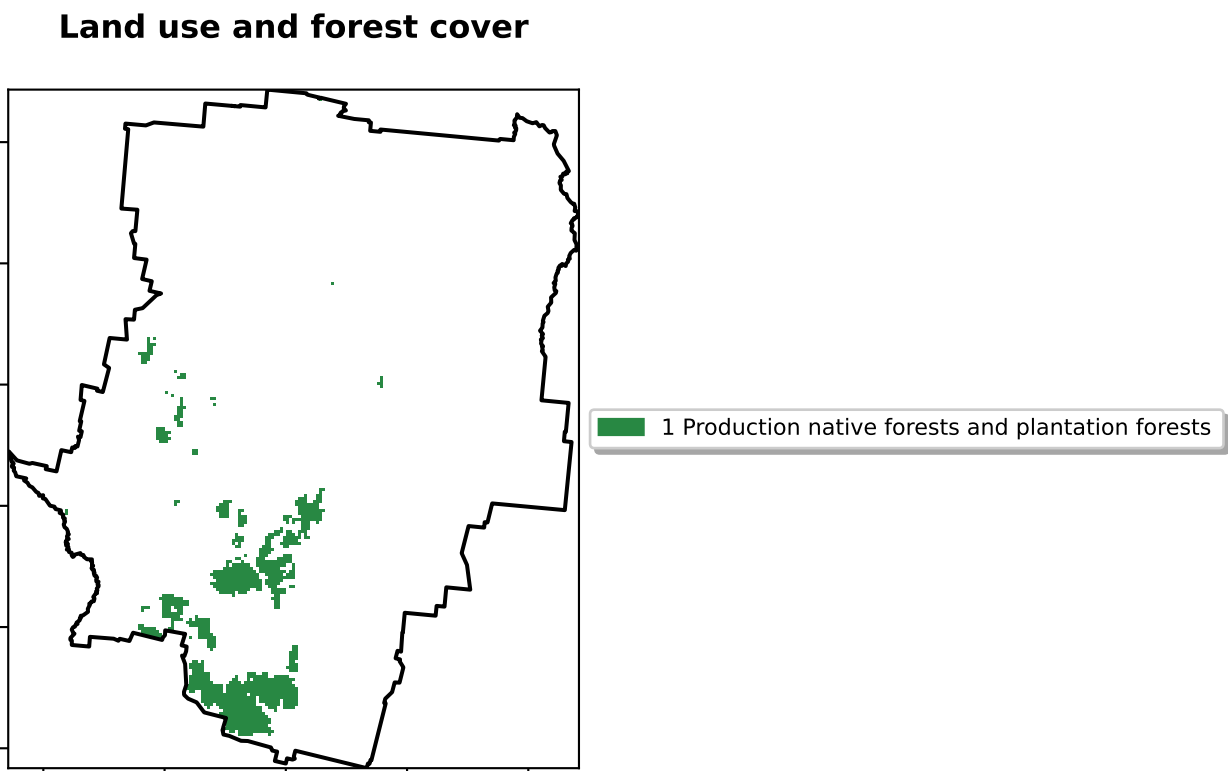 Land use and forest cover
1 Production native forests and plantation forests